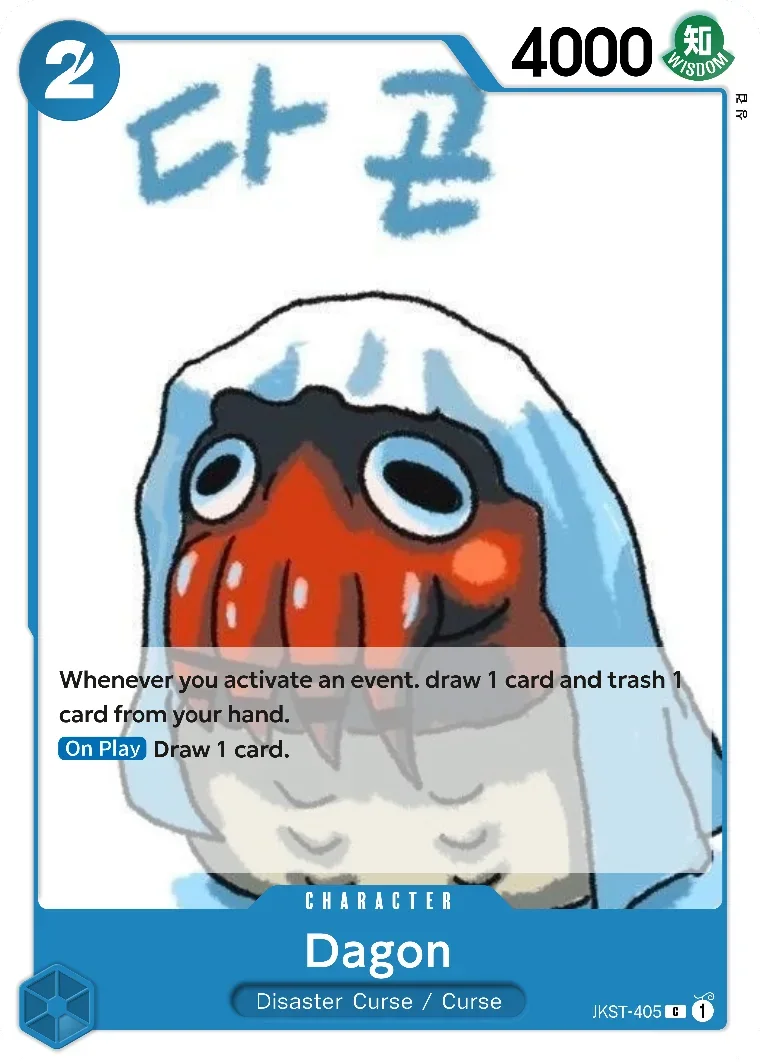 2
4000
知
WISDOM
다곤
Whenever you activate an event. draw 1 card and trash 1
card from your hand.
On Play Draw 1 card.
CHARACTER
Dagon
Disaster Curse / Curse
JKST-405 C 1